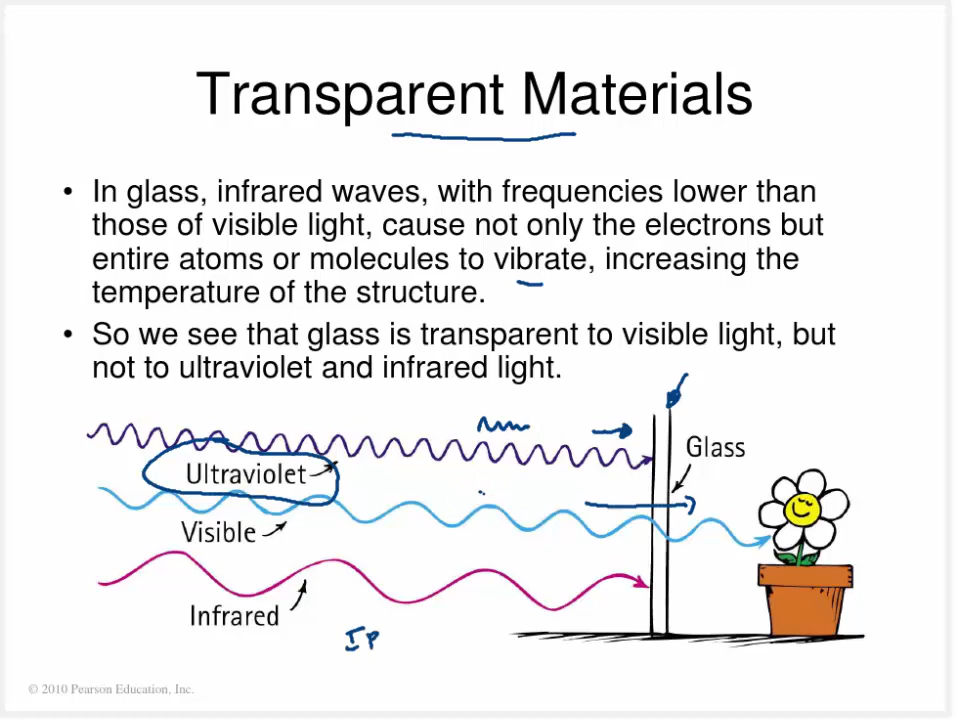 Transparent Materials
• In glass, infrared waves, with frequencies lower than
those of visible light, cause not only the electrons but
entire atoms or molecules to vibrate, increasing the
temperature of the structure.
• So we see that glass is transparent to visible light, but
not to ultraviolet and infrared light.
Glass
Ultraviolet
Visible
Infrared
© 2010 Pearson Education, Inc.